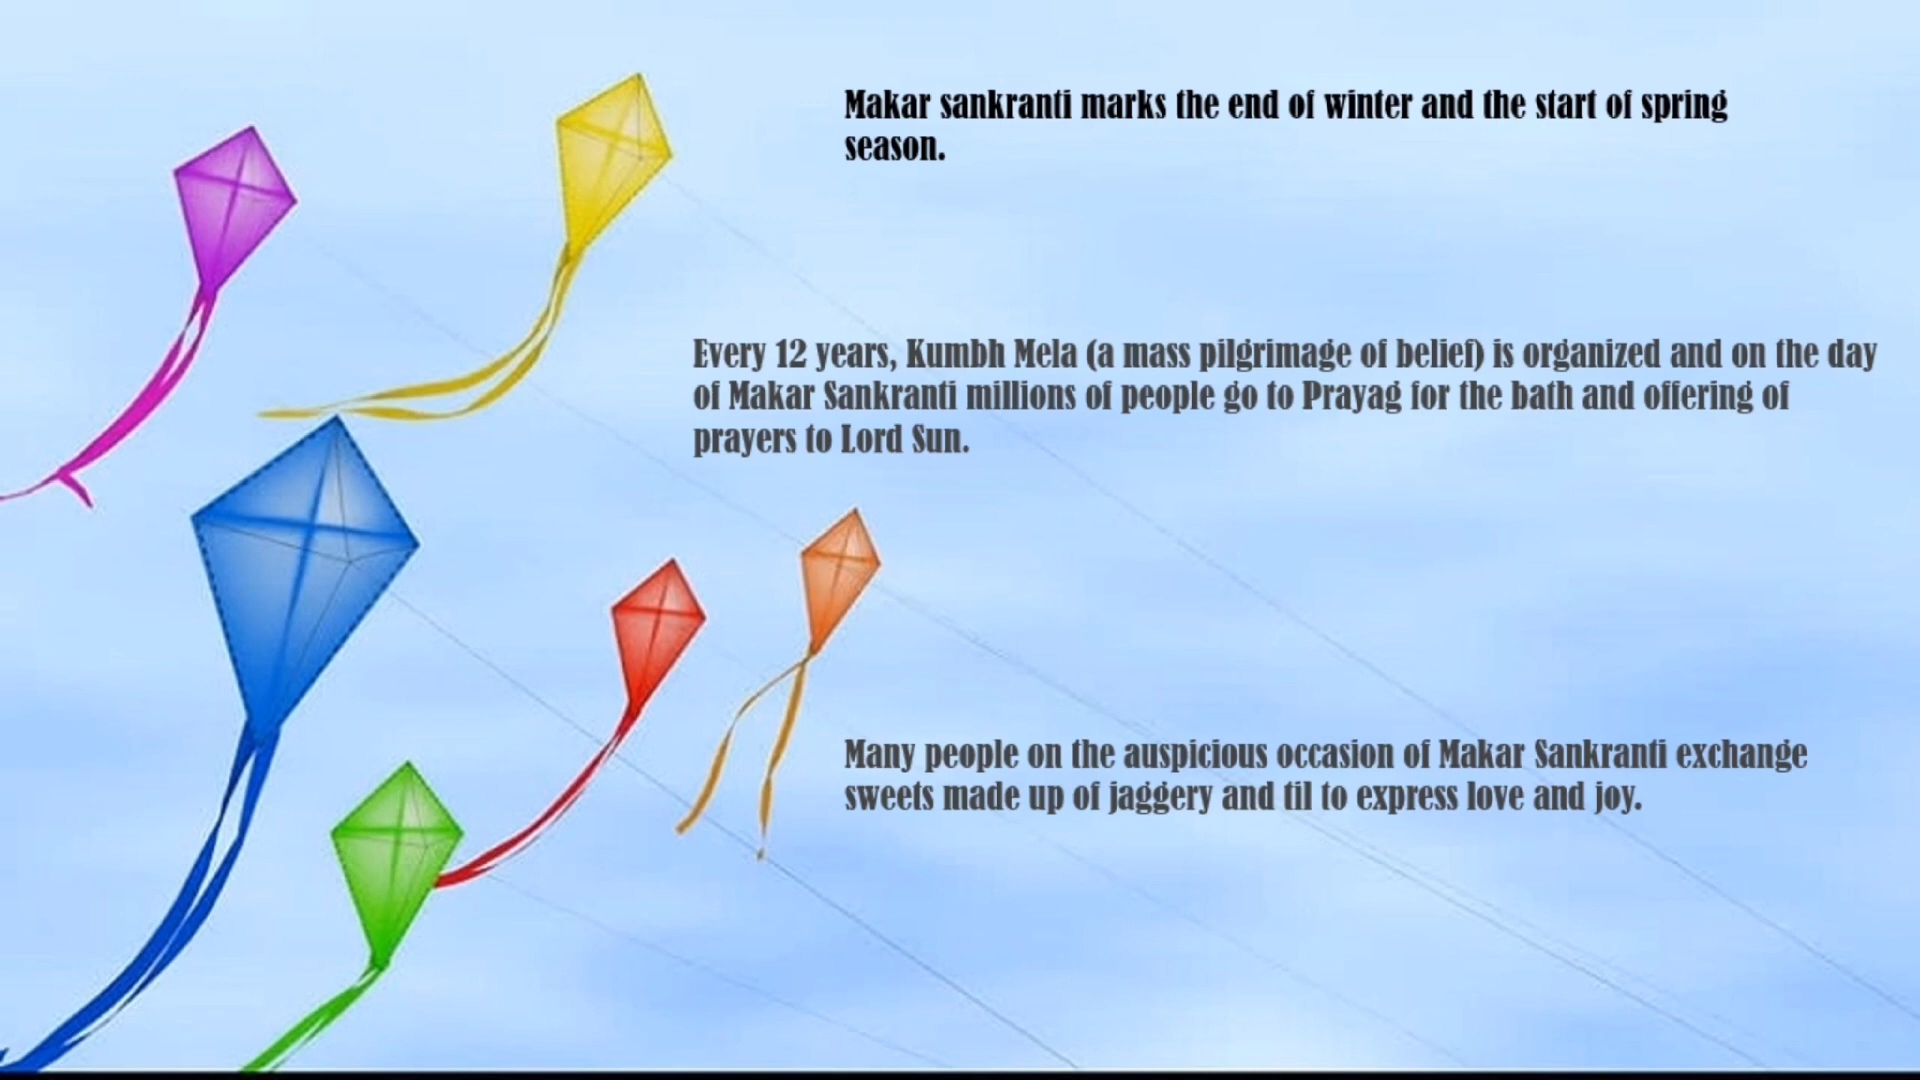 Makar sankranti marks the end of winter and the start of spring
season.
Every 12 years, Kumbh Mela (a mass pilgrimage of belief) is organized and on the day
of Makar Sankranti millions of people go to Prayag for the bath and offering of
prayers to Lord Sun.
Many people on the auspicious occasion of Makar Sankranti exchange
sweets made up of jaggery and til to express love and joy.